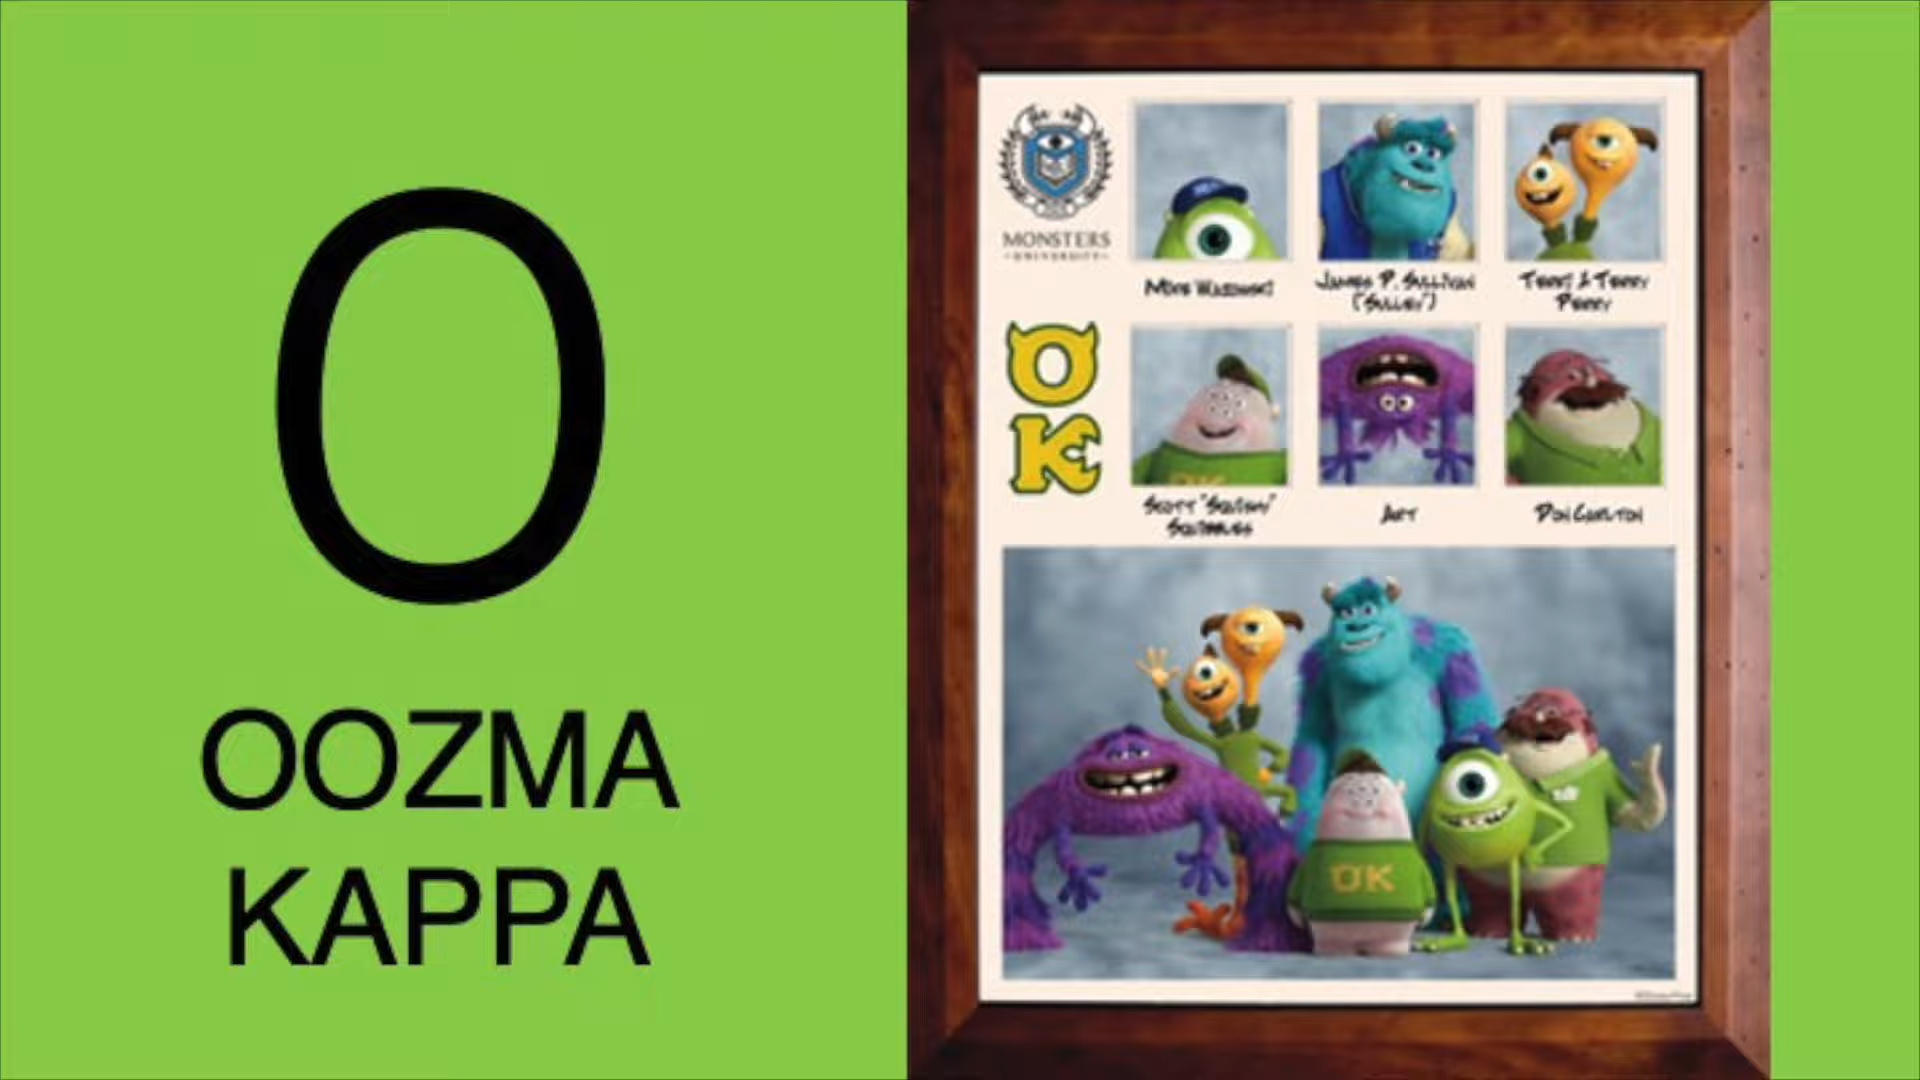 O
OOZMA
KAPPA
MONSTERS
UNIVERSITY
MIKE WAZOWSKI
JAMES P. SULLIVAN
("SULLEY")
TERRI & TERRY
PERRY
O
K
SCOTT "SQUISHY"
SQUIBBLES
ART
DON CARLTON
OK
OK